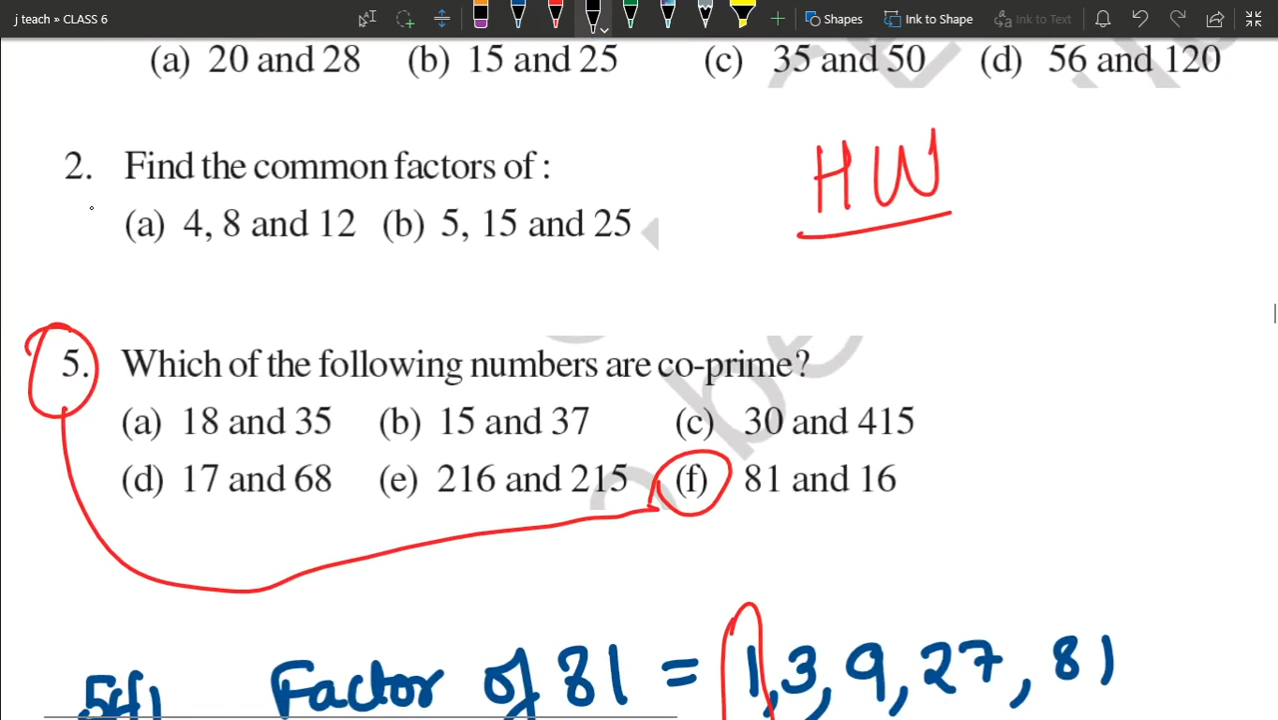 j teach » CLASS 6
Shapes Ink to Shape Ink to Text
(a) 20 and 28 (b) 15 and 25 (c) 35 and 50 (d) 56 and 120
2. Find the common factors of :
HW
(a) 4, 8 and 12 (b) 5, 15 and 25
5. Which of the following numbers are co-prime?
(a) 18 and 35 (b) 15 and 37 (c) 30 and 415
(d) 17 and 68 (e) 216 and 215 (f) 81 and 16
5(f) Factor of 81 = 1, 3, 9, 27, 81